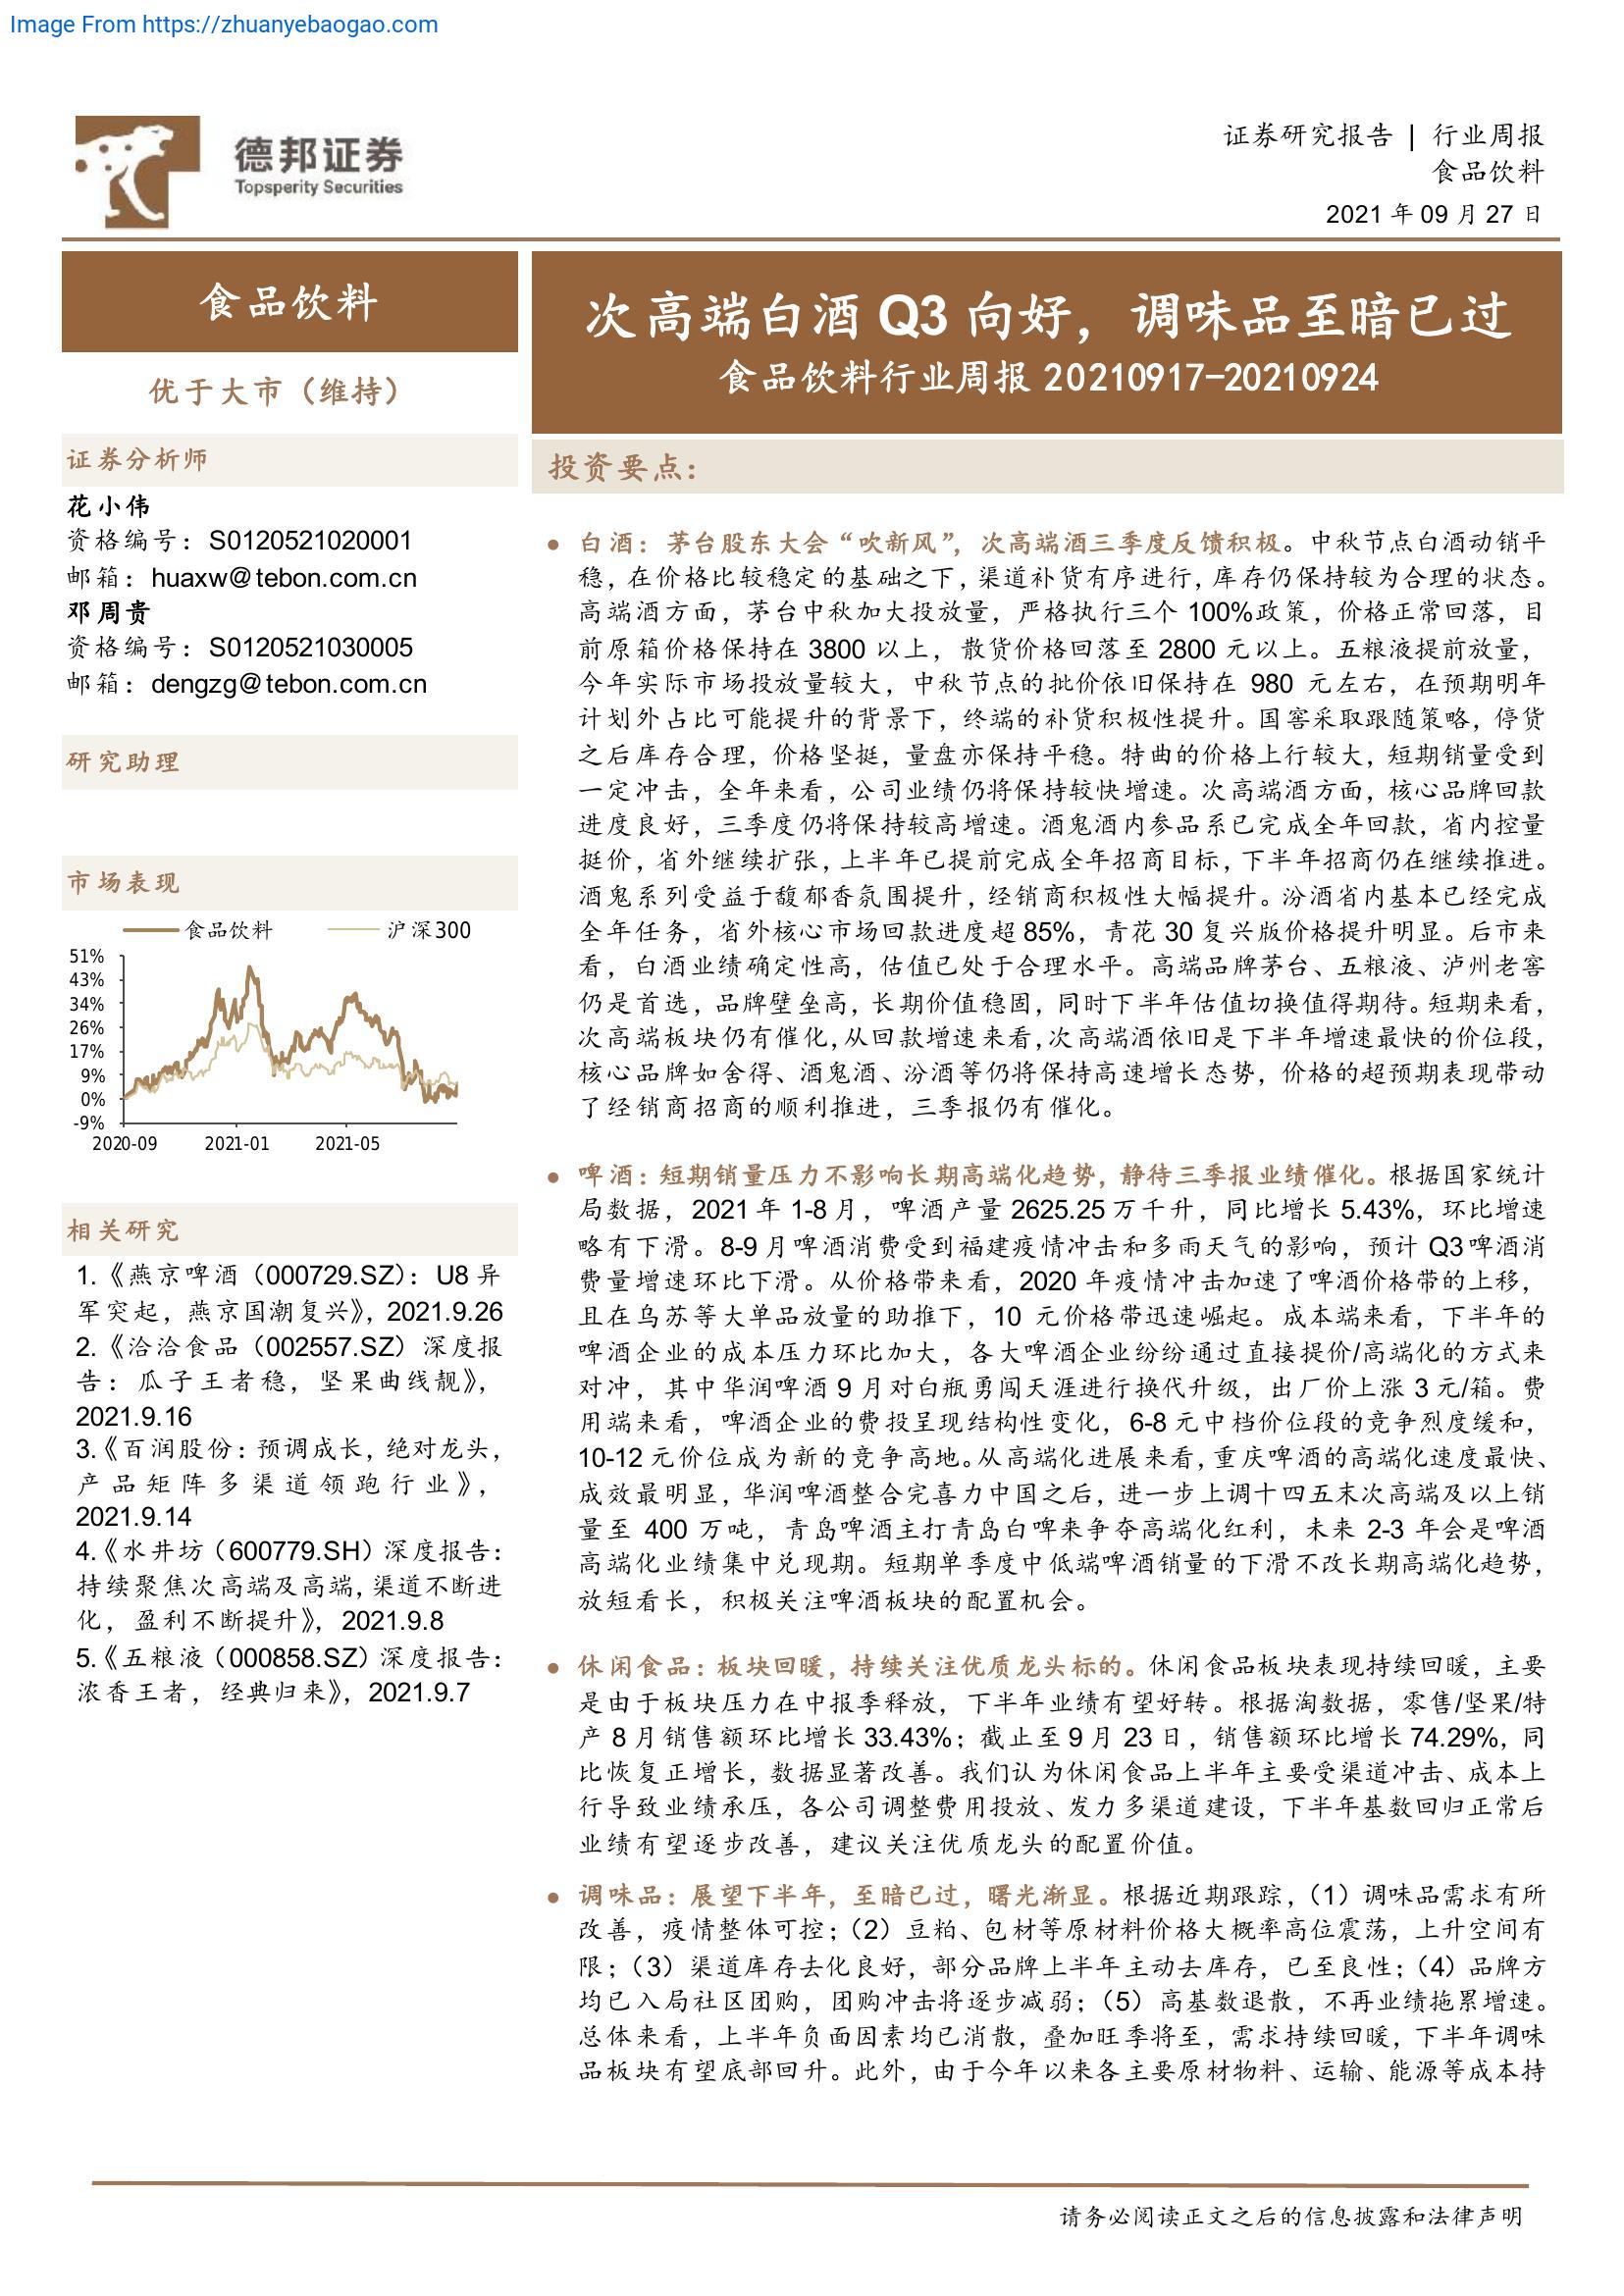 Image From https://zhuanyebaogao.com
德邦证券
Topsperity Securities
证券研究报告 | 行业周报
食品饮料
2021 年 09 月 27 日
食品饮料
优于大市（维持）
证券分析师
花小伟
资格编号：S0120521020001
邮箱：huaxw@tebon.com.cn
邓周贵
资格编号：S0120521030005
邮箱：dengzg@tebon.com.cn
研究助理
市场表现
食品饮料
沪深300
51%
43%
34%
26%
17%
9%
0%
-9%
2020-09
2021-01
2021-05
相关研究
1.《燕京啤酒（000729.SZ）：U8 异
军突起，燕京国潮复兴》，2021.9.26
2.《洽洽食品（002557.SZ）深度报
告：瓜子王者稳，坚果曲线靓》，
2021.9.16
3.《百润股份：预调成长，绝对龙头，
产品矩阵多渠道领跑行业》，
2021.9.14
4.《水井坊（600779.SH）深度报告：
持续聚焦次高端及高端，渠道不断进
化，盈利不断提升》，2021.9.8
5.《五粮液（000858.SZ）深度报告：
浓香王者，经典归来》，2021.9.7
次高端白酒 Q3 向好，调味品至暗已过
食品饮料行业周报 20210917-20210924
投资要点：
● 白酒：茅台股东大会“吹新风”，次高端酒三季度反馈积极。中秋节点白酒动销平
稳，在价格比较稳定的基础之下，渠道补货有序进行，库存仍保持较为合理的状态。
高端酒方面，茅台中秋加大投放量，严格执行三个 100%政策，价格正常回落，目
前原箱价格保持在 3800 以上，散货价格回落至 2800 元以上。五粮液提前放量，
今年实际市场投放量较大，中秋节点的批价依旧保持在 980 元左右，在预期明年
计划外占比可能提升的背景下，终端的补货积极性提升。国窖采取跟随策略，停货
之后库存合理，价格坚挺，量盘亦保持平稳。特曲的价格上行较大，短期销量受到
一定冲击，全年来看，公司业绩仍将保持较快增速。次高端酒方面，核心品牌回款
进度良好，三季度仍将保持较高增速。酒鬼酒内参品系已完成全年回款，省内控量
挺价，省外继续扩张，上半年已提前完成全年招商目标，下半年招商仍在继续推进。
酒鬼系列受益于馥郁香氛围提升，经销商积极性大幅提升。汾酒省内基本已经完成
全年任务，省外核心市场回款进度超 85%，青花 30 复兴版价格提升明显。后市来
看，白酒业绩确定性高，估值已处于合理水平。高端品牌茅台、五粮液、泸州老窖
仍是首选，品牌壁垒高，长期价值稳固，同时下半年估值切换值得期待。短期来看，
次高端板块仍有催化，从回款增速来看，次高端酒依旧是下半年增速最快的价位段，
核心品牌如舍得、酒鬼酒、汾酒等仍将保持高速增长态势，价格的超预期表现带动
了经销商招商的顺利推进，三季报仍有催化。
● 啤酒：短期销量压力不影响长期高端化趋势，静待三季报业绩催化。根据国家统计
局数据，2021 年 1-8 月，啤酒产量 2625.25 万千升，同比增长 5.43%，环比增速
略有下滑。8-9 月啤酒消费受到福建疫情冲击和多雨天气的影响，预计 Q3 啤酒消
费量增速环比下滑。从价格带来看，2020 年疫情冲击加速了啤酒价格带的上移，
且在乌苏等大单品放量的助推下，10 元价格带迅速崛起。成本端来看，下半年的
啤酒企业的成本压力环比加大，各大啤酒企业纷纷通过直接提价/高端化的方式来
对冲，其中华润啤酒 9 月对白瓶勇闯天涯进行换代升级，出厂价上涨 3 元/箱。费
用端来看，啤酒企业的费投呈现结构性变化，6-8 元中档价位段的竞争烈度缓和，
10-12 元价位成为新的竞争高地。从高端化进展来看，重庆啤酒的高端化速度最快、
成效最明显，华润啤酒整合完喜力中国之后，进一步上调十四五末次高端及以上销
量至 400 万吨，青岛啤酒主打青岛白啤来争夺高端化红利，未来 2-3 年会是啤酒
高端化业绩集中兑现期。短期单季度中低端啤酒销量的下滑不改长期高端化趋势，
放短看长，积极关注啤酒板块的配置机会。
● 休闲食品：板块回暖，持续关注优质龙头标的。休闲食品板块表现持续回暖，主要
是由于板块压力在中报季释放，下半年业绩有望好转。根据淘数据，零售/坚果/特
产 8 月销售额环比增长 33.43%；截止至 9 月 23 日，销售额环比增长 74.29%，同
比恢复正增长，数据显著改善。我们认为休闲食品上半年主要受渠道冲击、成本上
行导致业绩承压，各公司调整费用投放、发力多渠道建设，下半年基数回归正常后
业绩有望逐步改善，建议关注优质龙头的配置价值。
● 调味品：展望下半年，至暗已过，曙光渐显。根据近期跟踪，（1）调味品需求有所
改善，疫情整体可控；（2）豆粕、包材等原材料价格大概率高位震荡，上升空间有
限；（3）渠道库存去化良好，部分品牌上半年主动去库存，已至良性；（4）品牌方
均已入局社区团购，团购冲击将逐步减弱；（5）高基数退散，不再业绩拖累增速。
总体来看，上半年负面因素均已消散，叠加旺季将至，需求持续回暖，下半年调味
品板块有望底部回升。此外，由于今年以来各主要原材物料、运输、能源等成本持
请务必阅读正文之后的信息披露和法律声明